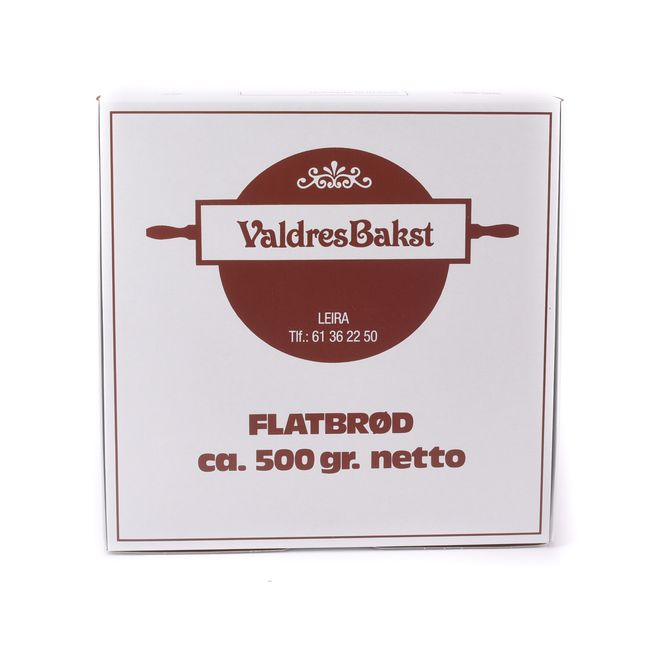 ValdresBakst
LEIRA
Tlf.: 61 36 22 50
FLATBRØD
ca. 500 gr. netto